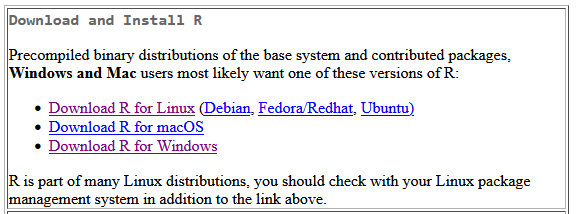 Download and Install R
Precompiled binary distributions of the base system and contributed packages,
Windows and Mac users most likely want one of these versions of R:
• Download R for Linux (Debian, Fedora/Redhat, Ubuntu)
• Download R for macOS
• Download R for Windows
R is part of many Linux distributions, you should check with your Linux package
management system in addition to the link above.